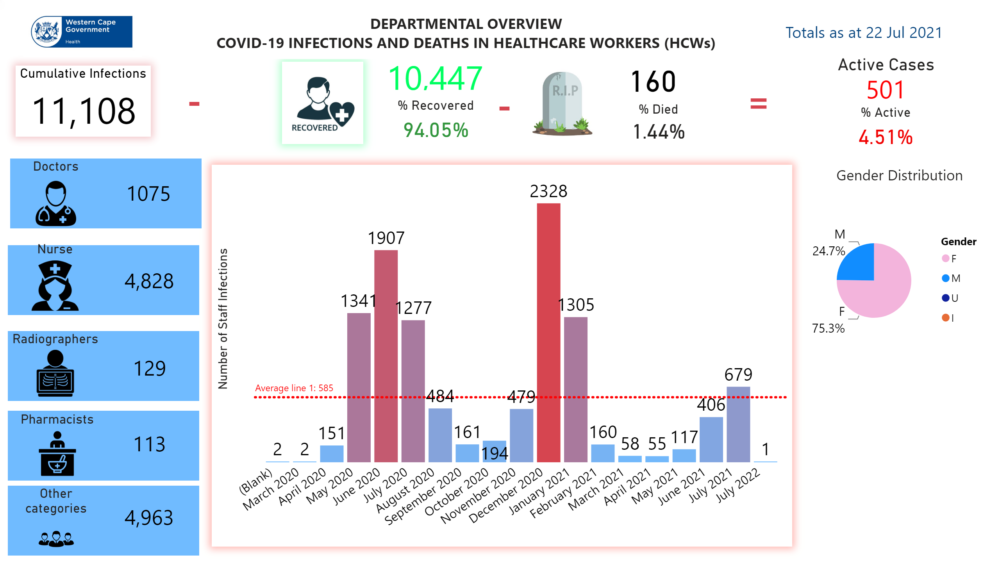 Western Cape
Government
Health
DEPARTMENTAL OVERVIEW
COVID-19 INFECTIONS AND DEATHS IN HEALTHCARE WORKERS (HCWs)
Totals as at 22 Jul 2021
Cumulative Infections
11,108
-
RECOVERED
10,447
% Recovered
94.05%
-
R.I.P
160
% Died
1.44%
=
Active Cases
501
% Active
4.51%
Doctors
1075
Nurse
4,828
Radiographers
129
Pharmacists
113
Other
categories
4,963
Number of Staff Infections
Average line 1: 585
2
2
151
1341
1907
1277
484
161
194
479
2328
1305
160
58
55
117
406
679
1
(Blank)
March 2020
April 2020
May 2020
June 2020
July 2020
August 2020
September 2020
October 2020
November 2020
December 2020
January 2021
February 2021
March 2021
April 2021
May 2021
June 2021
July 2021
July 2022
Gender Distribution
M
24.7%
F
75.3%
Gender
F
M
U
I